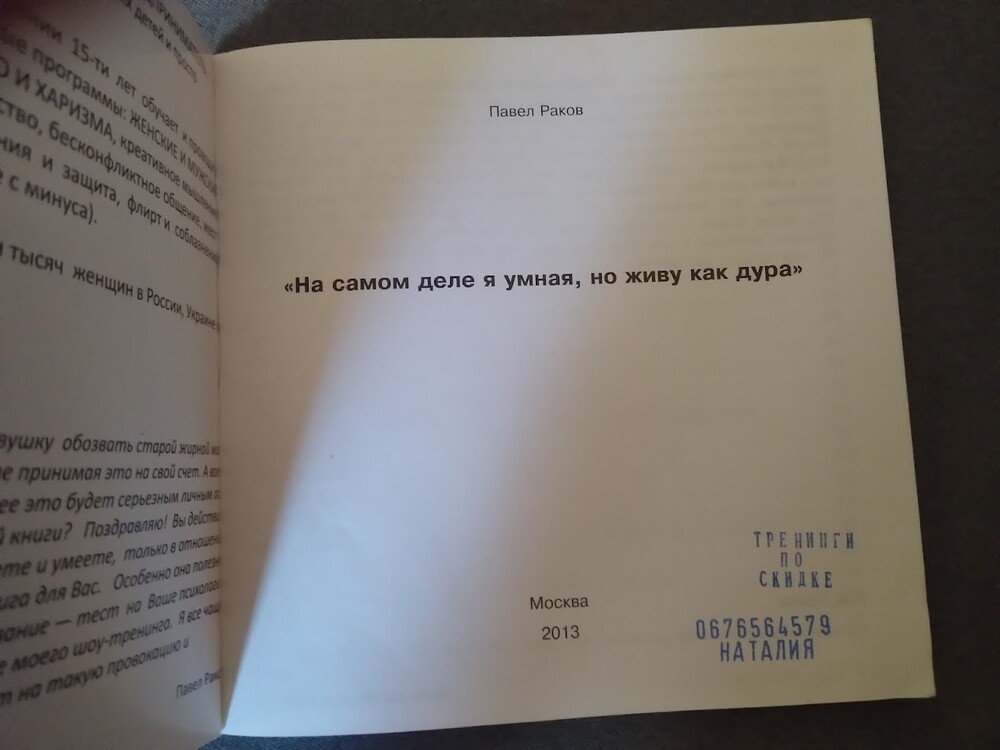 15-ти лет обучает и
программы: ЖЕНСКИЕ И
И ХАРИЗМА, креативное мышление
бесконфликтное общение,
и защита, флирт и
с минуса).
тысяч женщин в России, Украине
обозвать старой жирной
принимая это на свой счет. А
это будет серьезным личным
книги? Поздравляю! Вы
и умеете, только в
для Вас. Особенно она
— тест на Ваше
моего шоу-тренинга. Я все
на такую провокацию и
Павел
Павел Раков
«На самом деле я умная, но живу как дура»
Москва
2013
ТРЕНИНГИ
ПО
СКИДКЕ
0676564579
НАТАЛИЯ